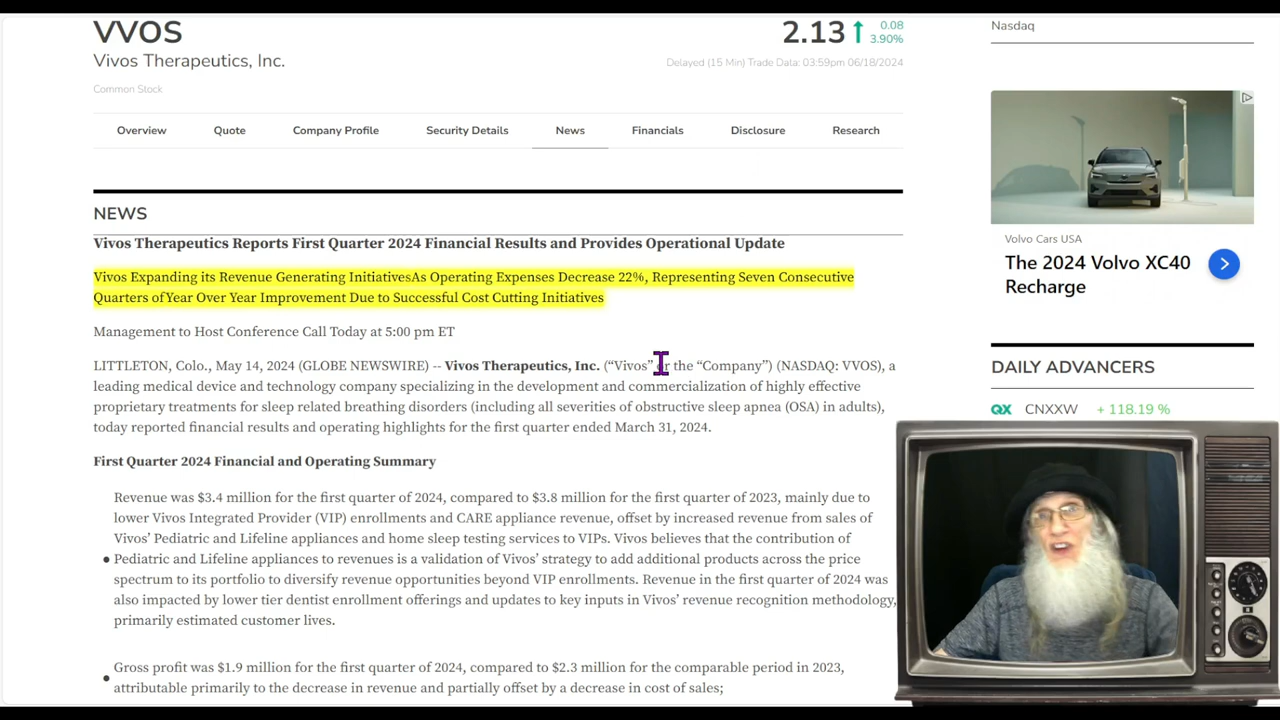 VVOS
2.13
0.08
3.90%
Vivos Therapeutics, Inc.
Delayed (15 Min) Trade Data: 03:59pm 06/18/2024
Common Stock
Overview
Quote
Company Profile
Security Details
News
Financials
Disclosure
Research
NEWS
Vivos Therapeutics Reports First Quarter 2024 Financial Results and Provides Operational Update
Vivos Expanding its Revenue Generating InitiativesAs Operating Expenses Decrease 22%, Representing Seven Consecutive
Quarters of Year Over Year Improvement Due to Successful Cost Cutting Initiatives
Management to Host Conference Call Today at 5:00 pm ET
LITTLETON, Colo., May 14, 2024 (GLOBE NEWSWIRE) -- Vivos Therapeutics, Inc. (“Vivos” or the “Company”) (NASDAQ: VVOS), a
leading medical device and technology company specializing in the development and commercialization of highly effective
proprietary treatments for sleep related breathing disorders (including all severities of obstructive sleep apnea (OSA) in adults),
today reported financial results and operating highlights for the first quarter ended March 31, 2024.
First Quarter 2024 Financial and Operating Summary
Revenue was $3.4 million for the first quarter of 2024, compared to $3.8 million for the first quarter of 2023, mainly due to
lower Vivos Integrated Provider (VIP) enrollments and CARE appliance revenue, offset by increased revenue from sales of
Vivos’ Pediatric and Lifeline appliances and home sleep testing services to VIPs. Vivos believes that the contribution of
• Pediatric and Lifeline appliances to revenues is a validation of Vivos’ strategy to add additional products across the price
spectrum to its portfolio to diversify revenue opportunities beyond VIP enrollments. Revenue in the first quarter of 2024 was
also impacted by lower tier dentist enrollment offerings and updates to key inputs in Vivos’ revenue recognition methodology,
primarily estimated customer lives.
Gross profit was $1.9 million for the first quarter of 2024, compared to $2.3 million for the comparable period in 2023,
• attributable primarily to the decrease in revenue and partially offset by a decrease in cost of sales;
Nasdaq
Volvo Cars USA
The 2024 Volvo XC40
Recharge
DAILY ADVANCERS
QX CNXXW + 118.19 %